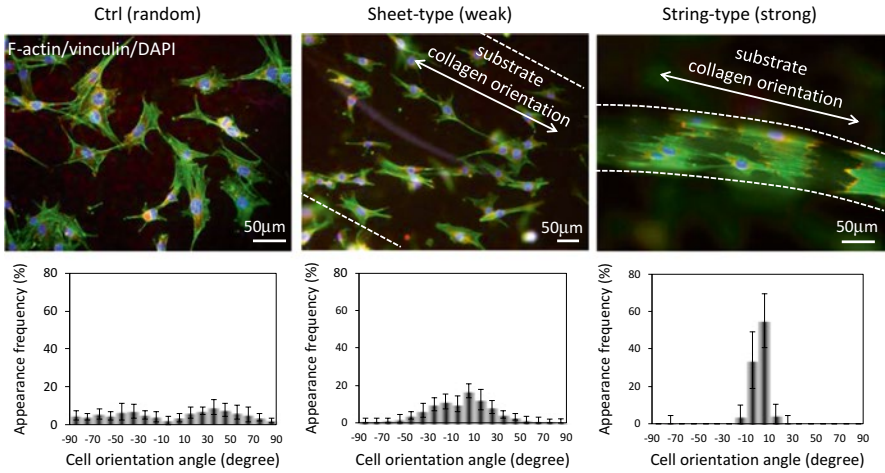 Ctrl (random)
Sheet-type (weak)
String-type (strong)
F-actin/vinculin/DAPI
50μm
substrate
collagen orientation
50μm
substrate
collagen orientation
50μm
Appearance frequency (%)
80
60
40
20
0
-90 -70 -50 -30 -10 10 30 50 70 90
Cell orientation angle (degree)
Appearance frequency (%)
80
60
40
20
0
-90 -70 -50 -30 -10 10 30 50 70 90
Cell orientation angle (degree)
Appearance frequency (%)
80
60
40
20
0
-90 -70 -50 -30 -10 10 30 50 70 90
Cell orientation angle (degree)